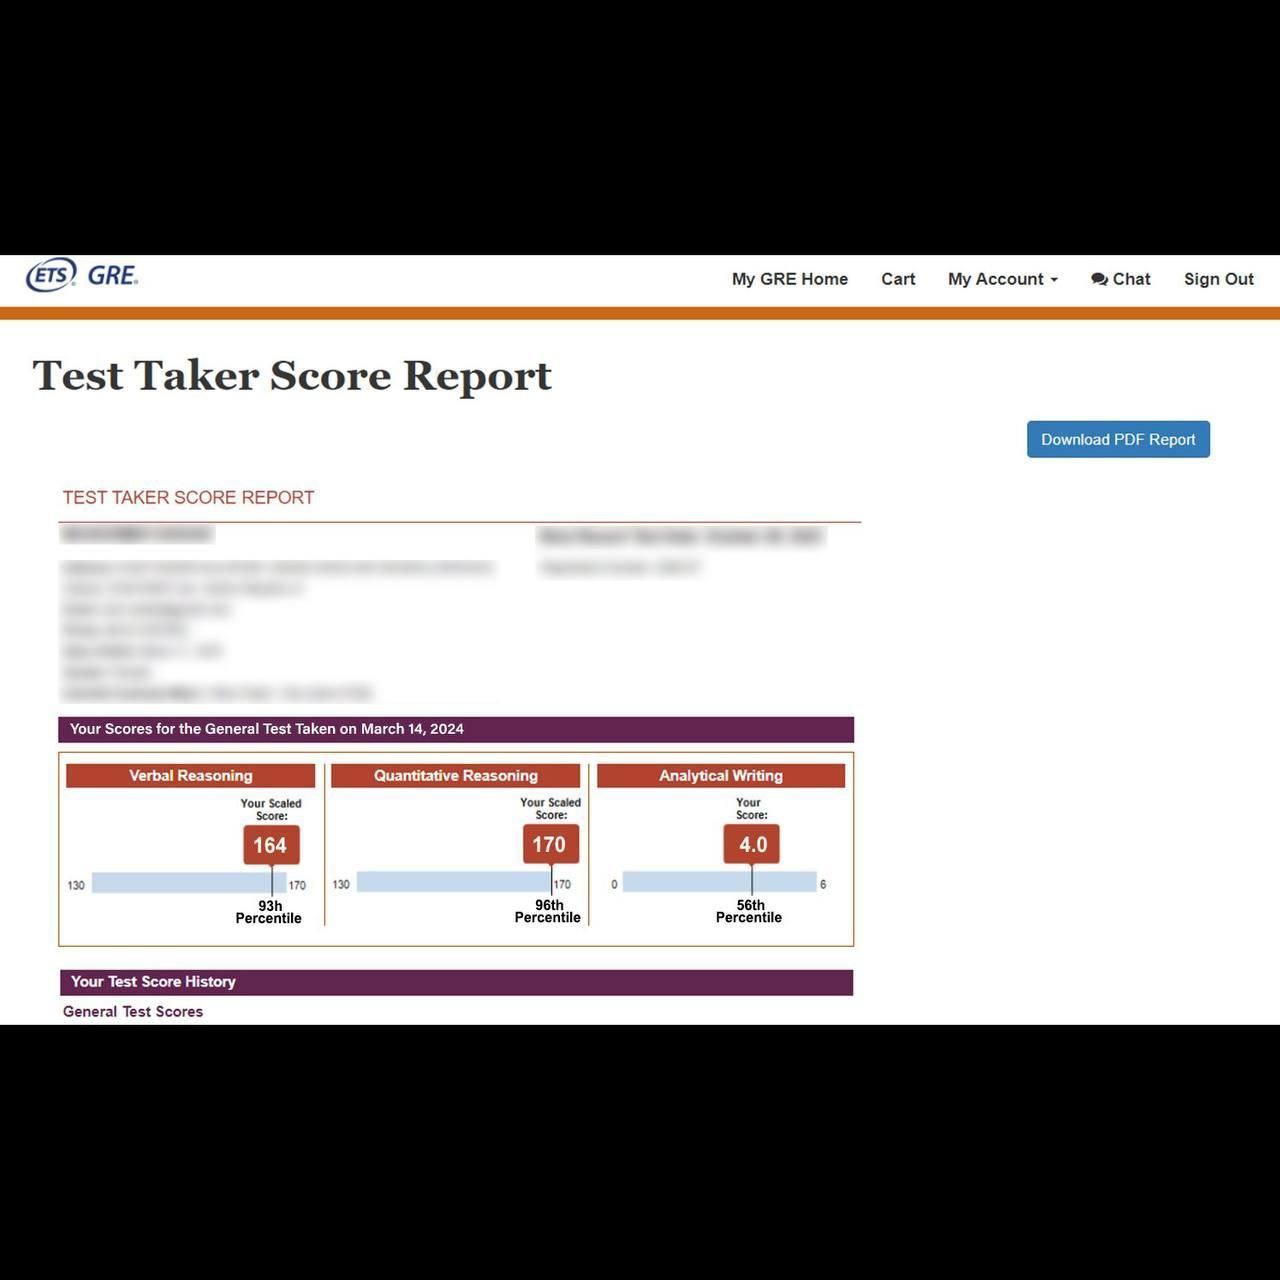 ETS GRE
My GRE Home Cart My Account Chat Sign Out
Test Taker Score Report
Download PDF Report
TEST TAKER SCORE REPORT
Your Scores for the General Test Taken on March 14, 2024
Verbal Reasoning
Your Scaled
Score:
164
130
170
93h
Percentile
Quantitative Reasoning
Your Scaled
Score:
170
130
170
96th
Percentile
Analytical Writing
Your
Score:
4.0
0
6
56th
Percentile
Your Test Score History
General Test Scores